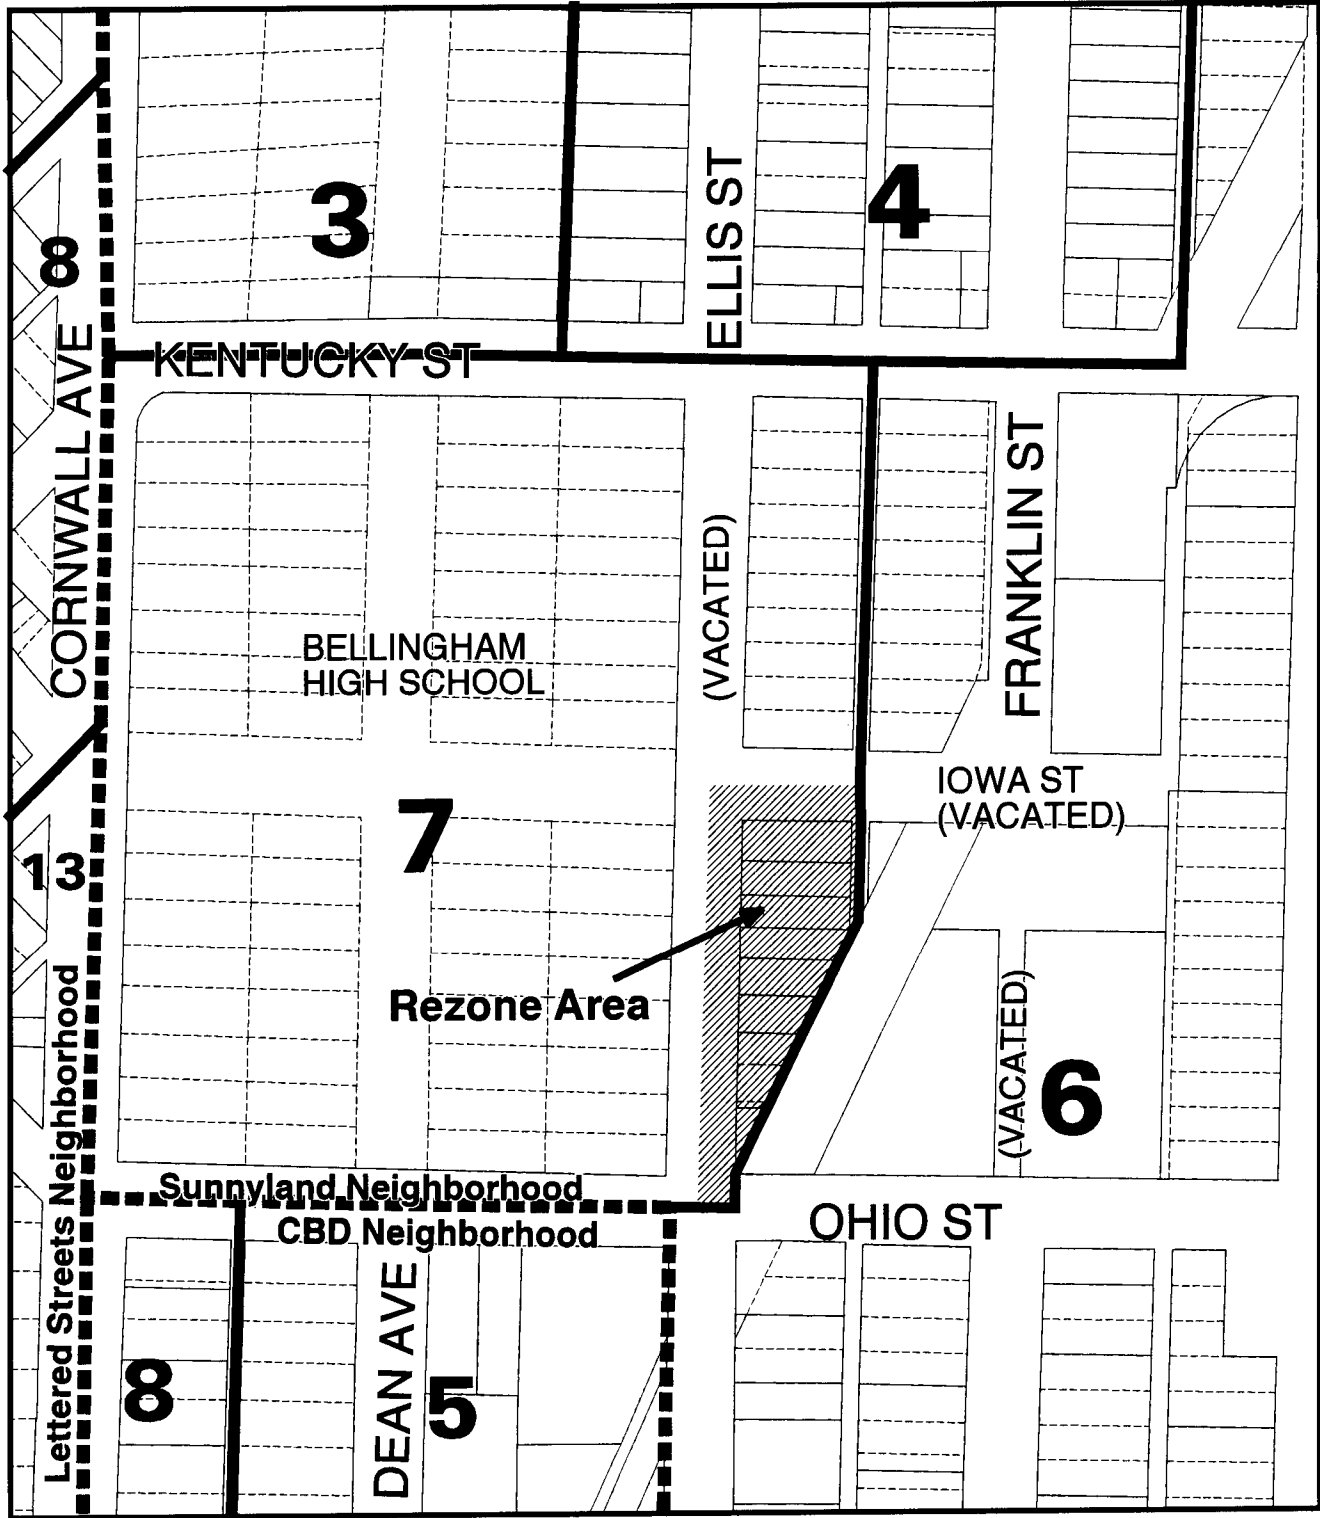 3
4
8
ELLIS ST
KENTUCKY ST
CORNWALL AVE
FRANKLIN ST
(VACATED)
BELLINGHAM
HIGH SCHOOL
IOWA ST
(VACATED)
7
13
Rezone Area
(VACATED)
6
Lettered Streets Neighborhood
Sunnyland Neighborhood
CBD Neighborhood
OHIO ST
DEAN AVE
8
5